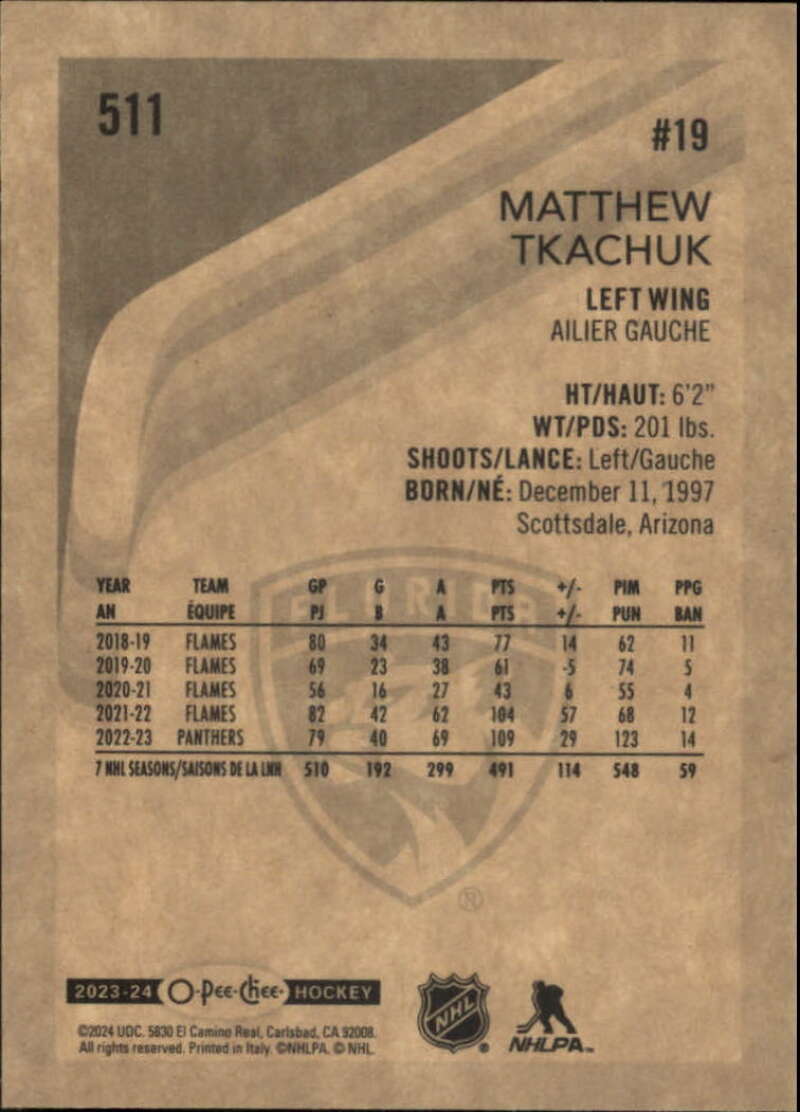 511
#19
MATTHEW
TKACHUK
LEFT WING
AILIER GAUCHE
HT/HAUT: 6'2"
WT/PDS: 201 lbs.
SHOOTS/LANCE: Left/Gauche
BORN/NÉ: December 11, 1997
Scottsdale, Arizona
FLORIDA
YEAR TEAM GP G A PTS +/- PIM PPG
AN ÉQUIPE PJ B A PTS +/- PUN BAN
2018-19 FLAMES 80 34 43 77 14 62 11
2019-20 FLAMES 69 23 38 61 -5 74 5
2020-21 FLAMES 56 16 27 43 6 55 4
2021-22 FLAMES 82 42 62 104 57 68 12
2022-23 PANTHERS 79 40 69 109 29 123 14
7 NHL SEASONS/SAISONS DE LA LNH 510 192 299 491 114 548 59
®
2023-24 O-Pee-Chee HOCKEY
©2024 UDC. 5830 El Camino Real, Carlsbad, CA 92008.
All rights reserved. Printed in Italy. ©NHLPA. © NHL.
NHL
NHLPA™